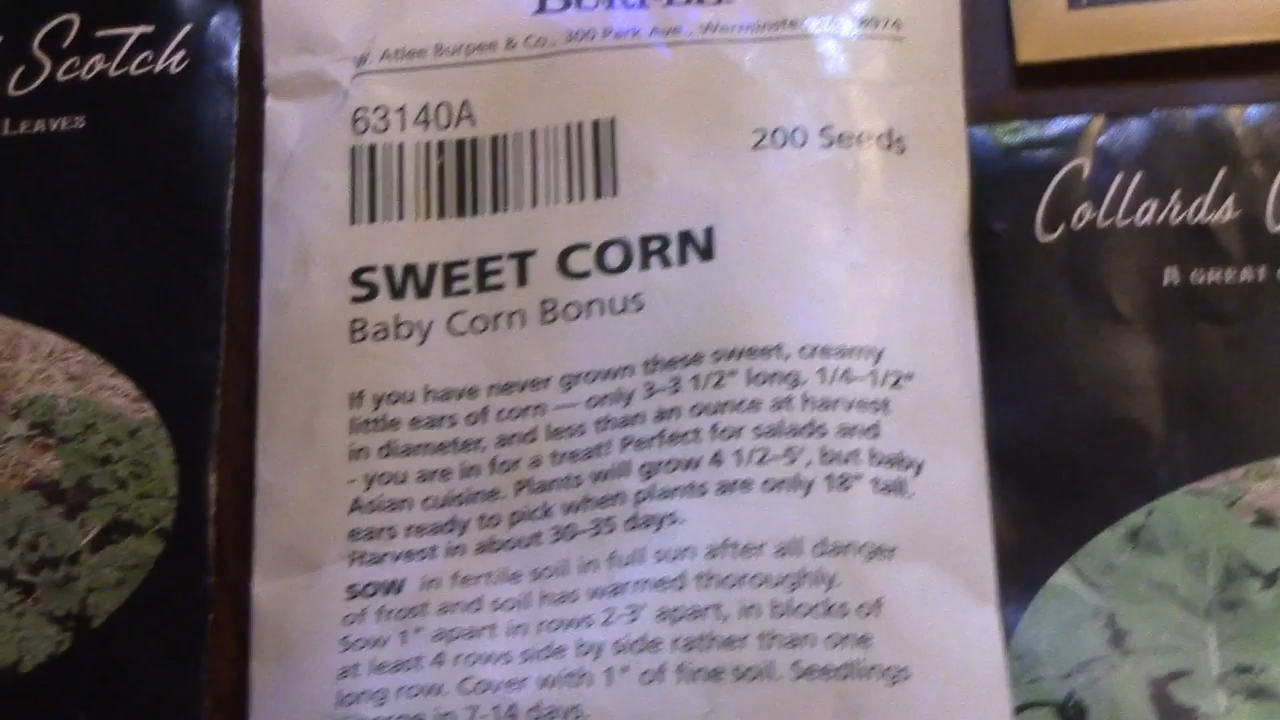 Scotch
Leaves
BURPEE
W. Atlee Burpee & Co., 300 Park Ave., Warminster, 18974
63140A
200 Seeds
SWEET CORN
Baby Corn Bonus
If you have never grown these sweet, creamy
little ears of corn — only 3-3 1/2" long, 1/4-1/2"
in diameter, and less than an ounce at harvest
- you are in for a treat! Perfect for salads and
Asian cuisine. Plants will grow 4 1/2-5', but baby
ears ready to pick when plants are only 18" tall.
Harvest in about 30-35 days.
SOW in fertile soil in full sun after all danger
of frost and soil has warmed thoroughly.
Sow 1" apart in rows 2-3' apart, in blocks of
at least 4 rows side by side rather than one
long row. Cover with 1" of fine soil. Seedlings
in 7-14 days.
Collards
A GREAT